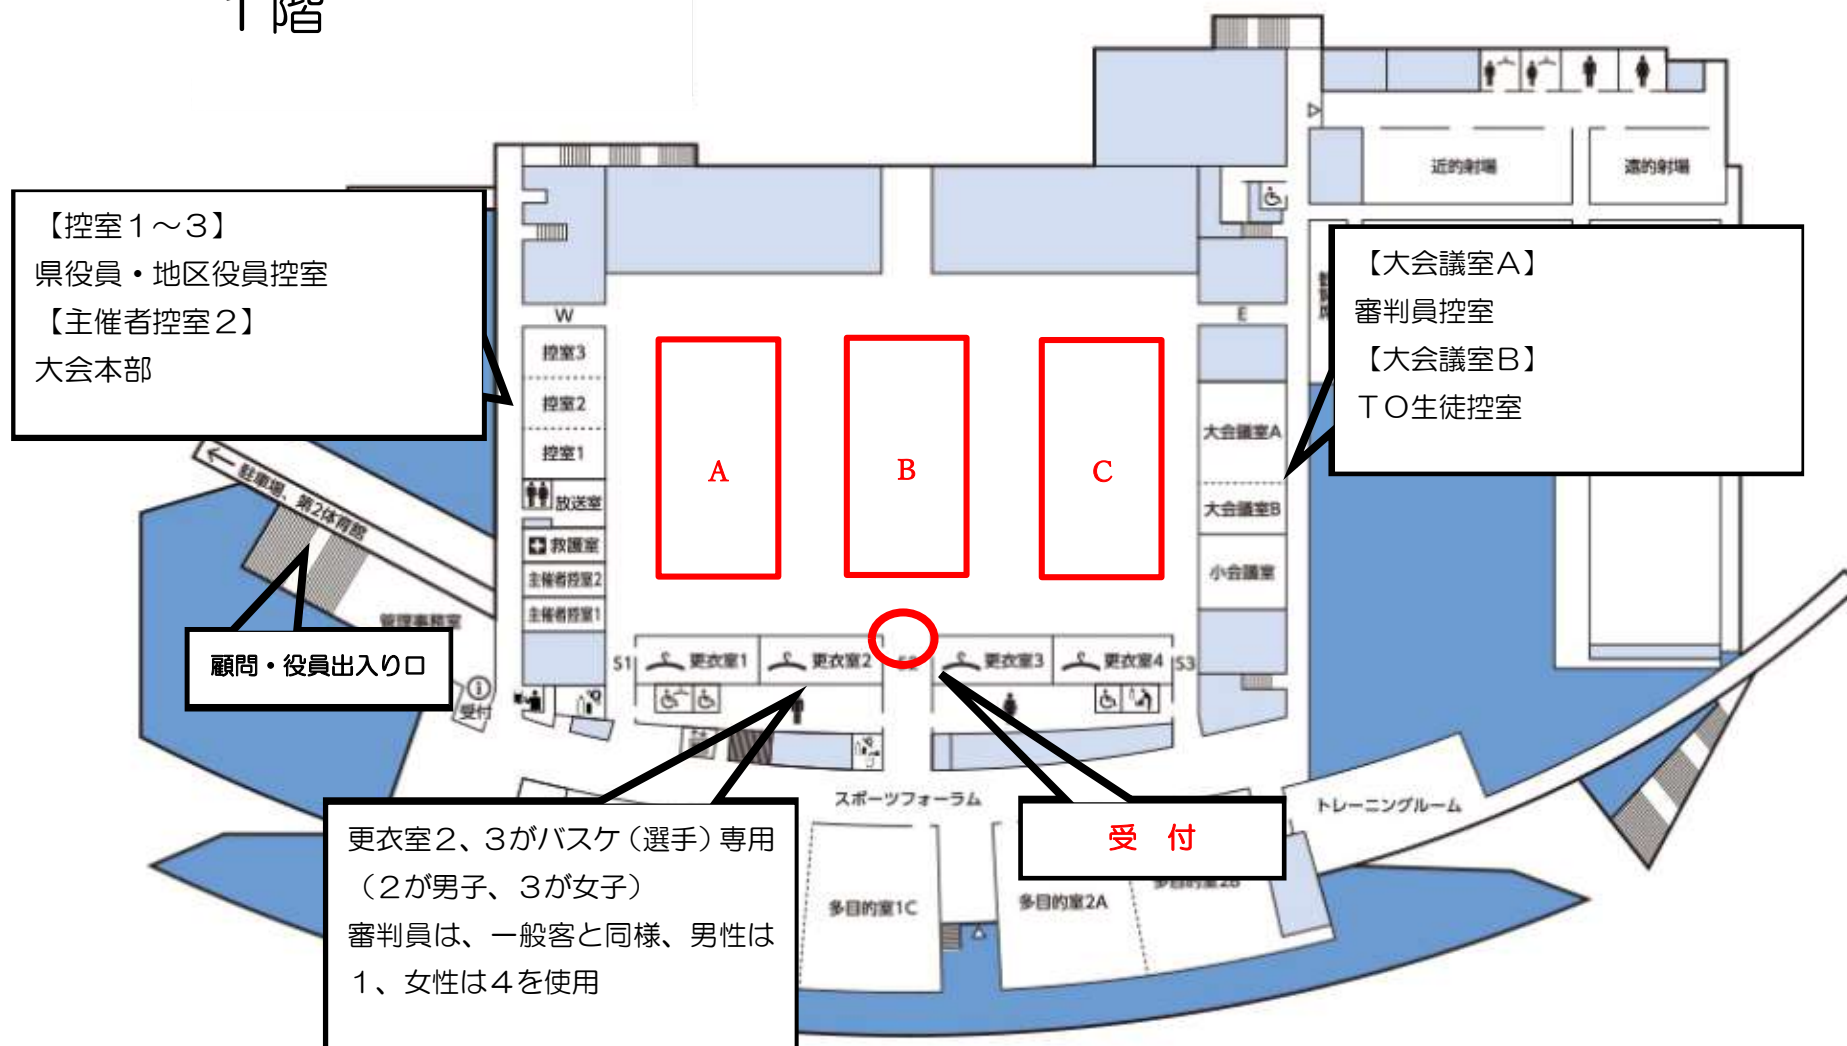 1階
近的射場
遠的射場
【控室１～３】
県役員・地区役員控室
【主催者控室２】
大会本部
【大会議室Ａ】
審判員控室
【大会議室Ｂ】
ＴＯ生徒控室
W
E
控室3
控室2
控室1
放送室
救護室
主催者控室2
主催者控室1
A
B
C
大会議室A
大会議室B
小会議室
← 駐車場、第2体育館
管理事務室
顧問・役員出入り口
受付
S1
更衣室1
更衣室2
更衣室3
更衣室4
S3
スポーツフォーラム
トレーニングルーム
更衣室２、３がバスケ（選手）専用
（２が男子、３が女子）
審判員は、一般客と同様、男性は
１、女性は４を使用
受　付
多目的室1C
多目的室2A
多目的室2B